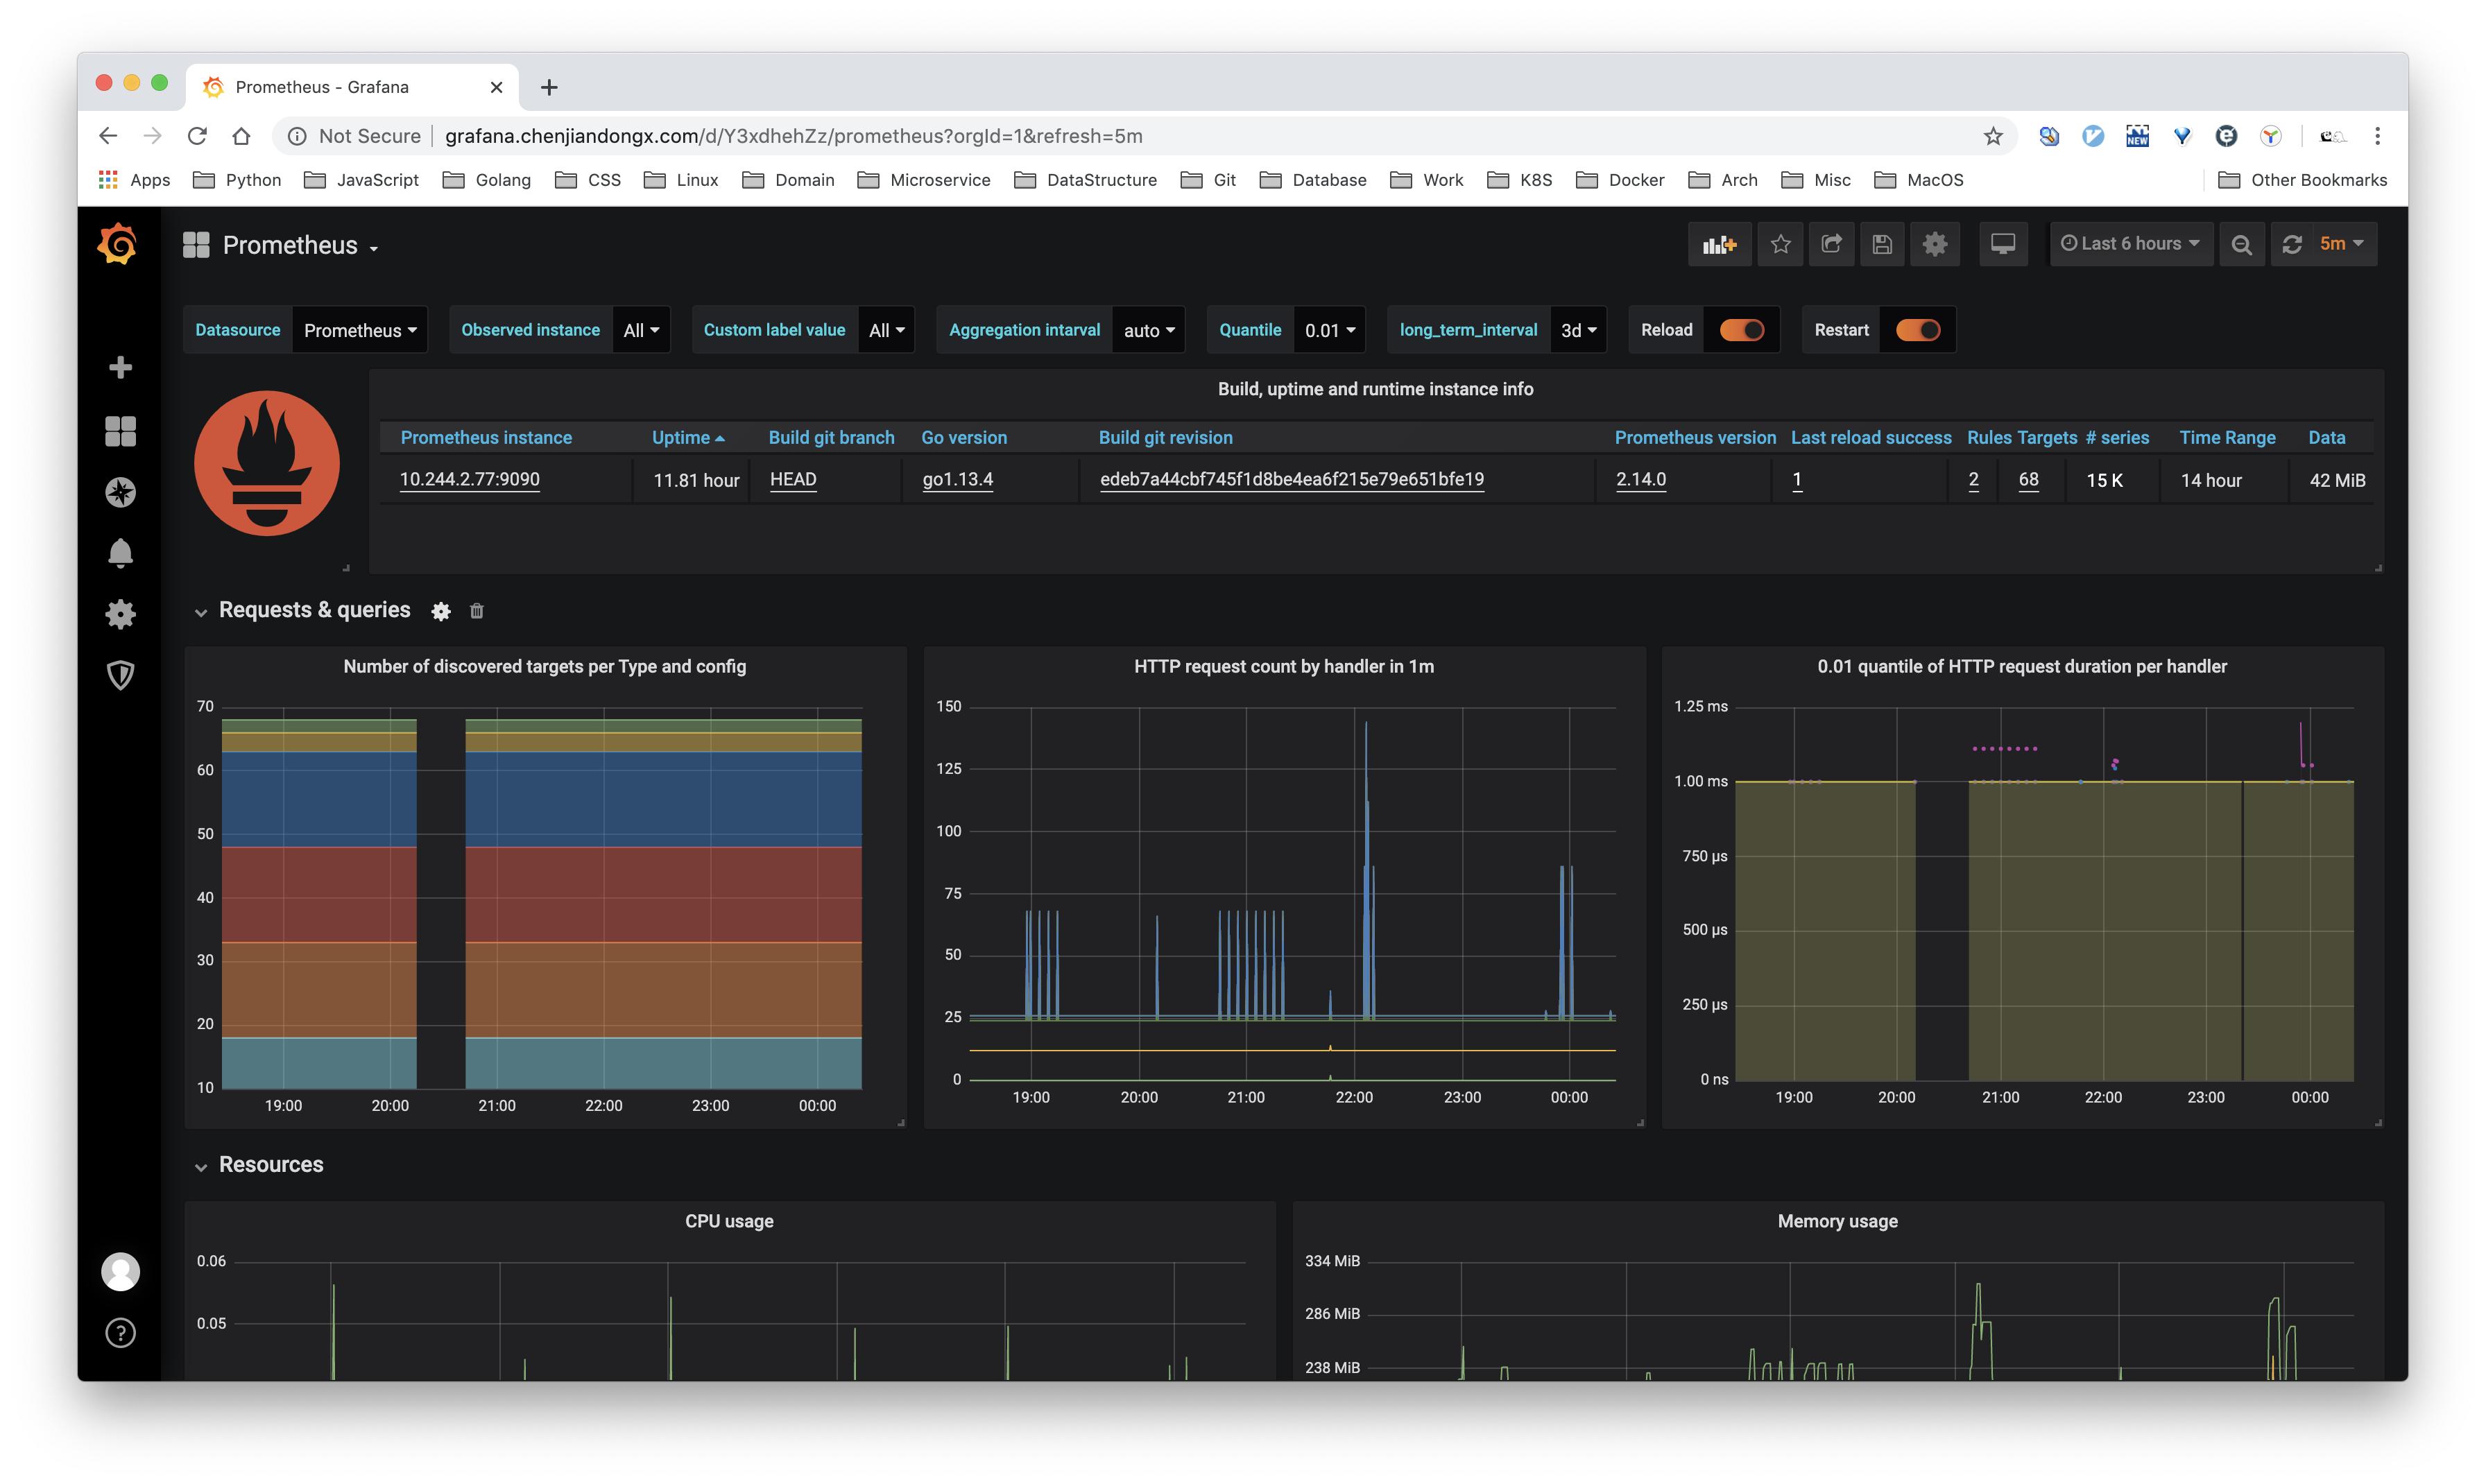 Prometheus - Grafana
Not Secure grafana.chenjiandongx.com/d/Y3xdhehZz/prometheus?orgId=1&refresh=5m
NEW
Apps Python JavaScript Golang CSS Linux Domain Microservice DataStructure Git Database Work K8S Docker Arch Misc MacOS Other Bookmarks
Prometheus Last 6 hours 5m
Datasource Prometheus Observed instance All Custom label value All Aggregation intarval auto Quantile 0.01 long_term_interval 3d Reload Restart
Build, uptime and runtime instance info
Prometheus instance Uptime Build git branch Go version Build git revision Prometheus version Last reload success Rules Targets # series Time Range Data
10.244.2.77:9090 11.81 hour HEAD go1.13.4 edeb7a44cbf745f1d8be4ea6f215e79e651bfe19 2.14.0 1 2 68 15 K 14 hour 42 MiB
Requests & queries
Number of discovered targets per Type and config
70
60
50
40
30
20
10
19:00 20:00 21:00 22:00 23:00 00:00
HTTP request count by handler in 1m
150
125
100
75
50
25
0
19:00 20:00 21:00 22:00 23:00 00:00
0.01 quantile of HTTP request duration per handler
1.25 ms
1.00 ms
750 µs
500 µs
250 µs
0 ns
19:00 20:00 21:00 22:00 23:00 00:00
Resources
CPU usage
0.06
0.05
Memory usage
334 MiB
286 MiB
238 MiB